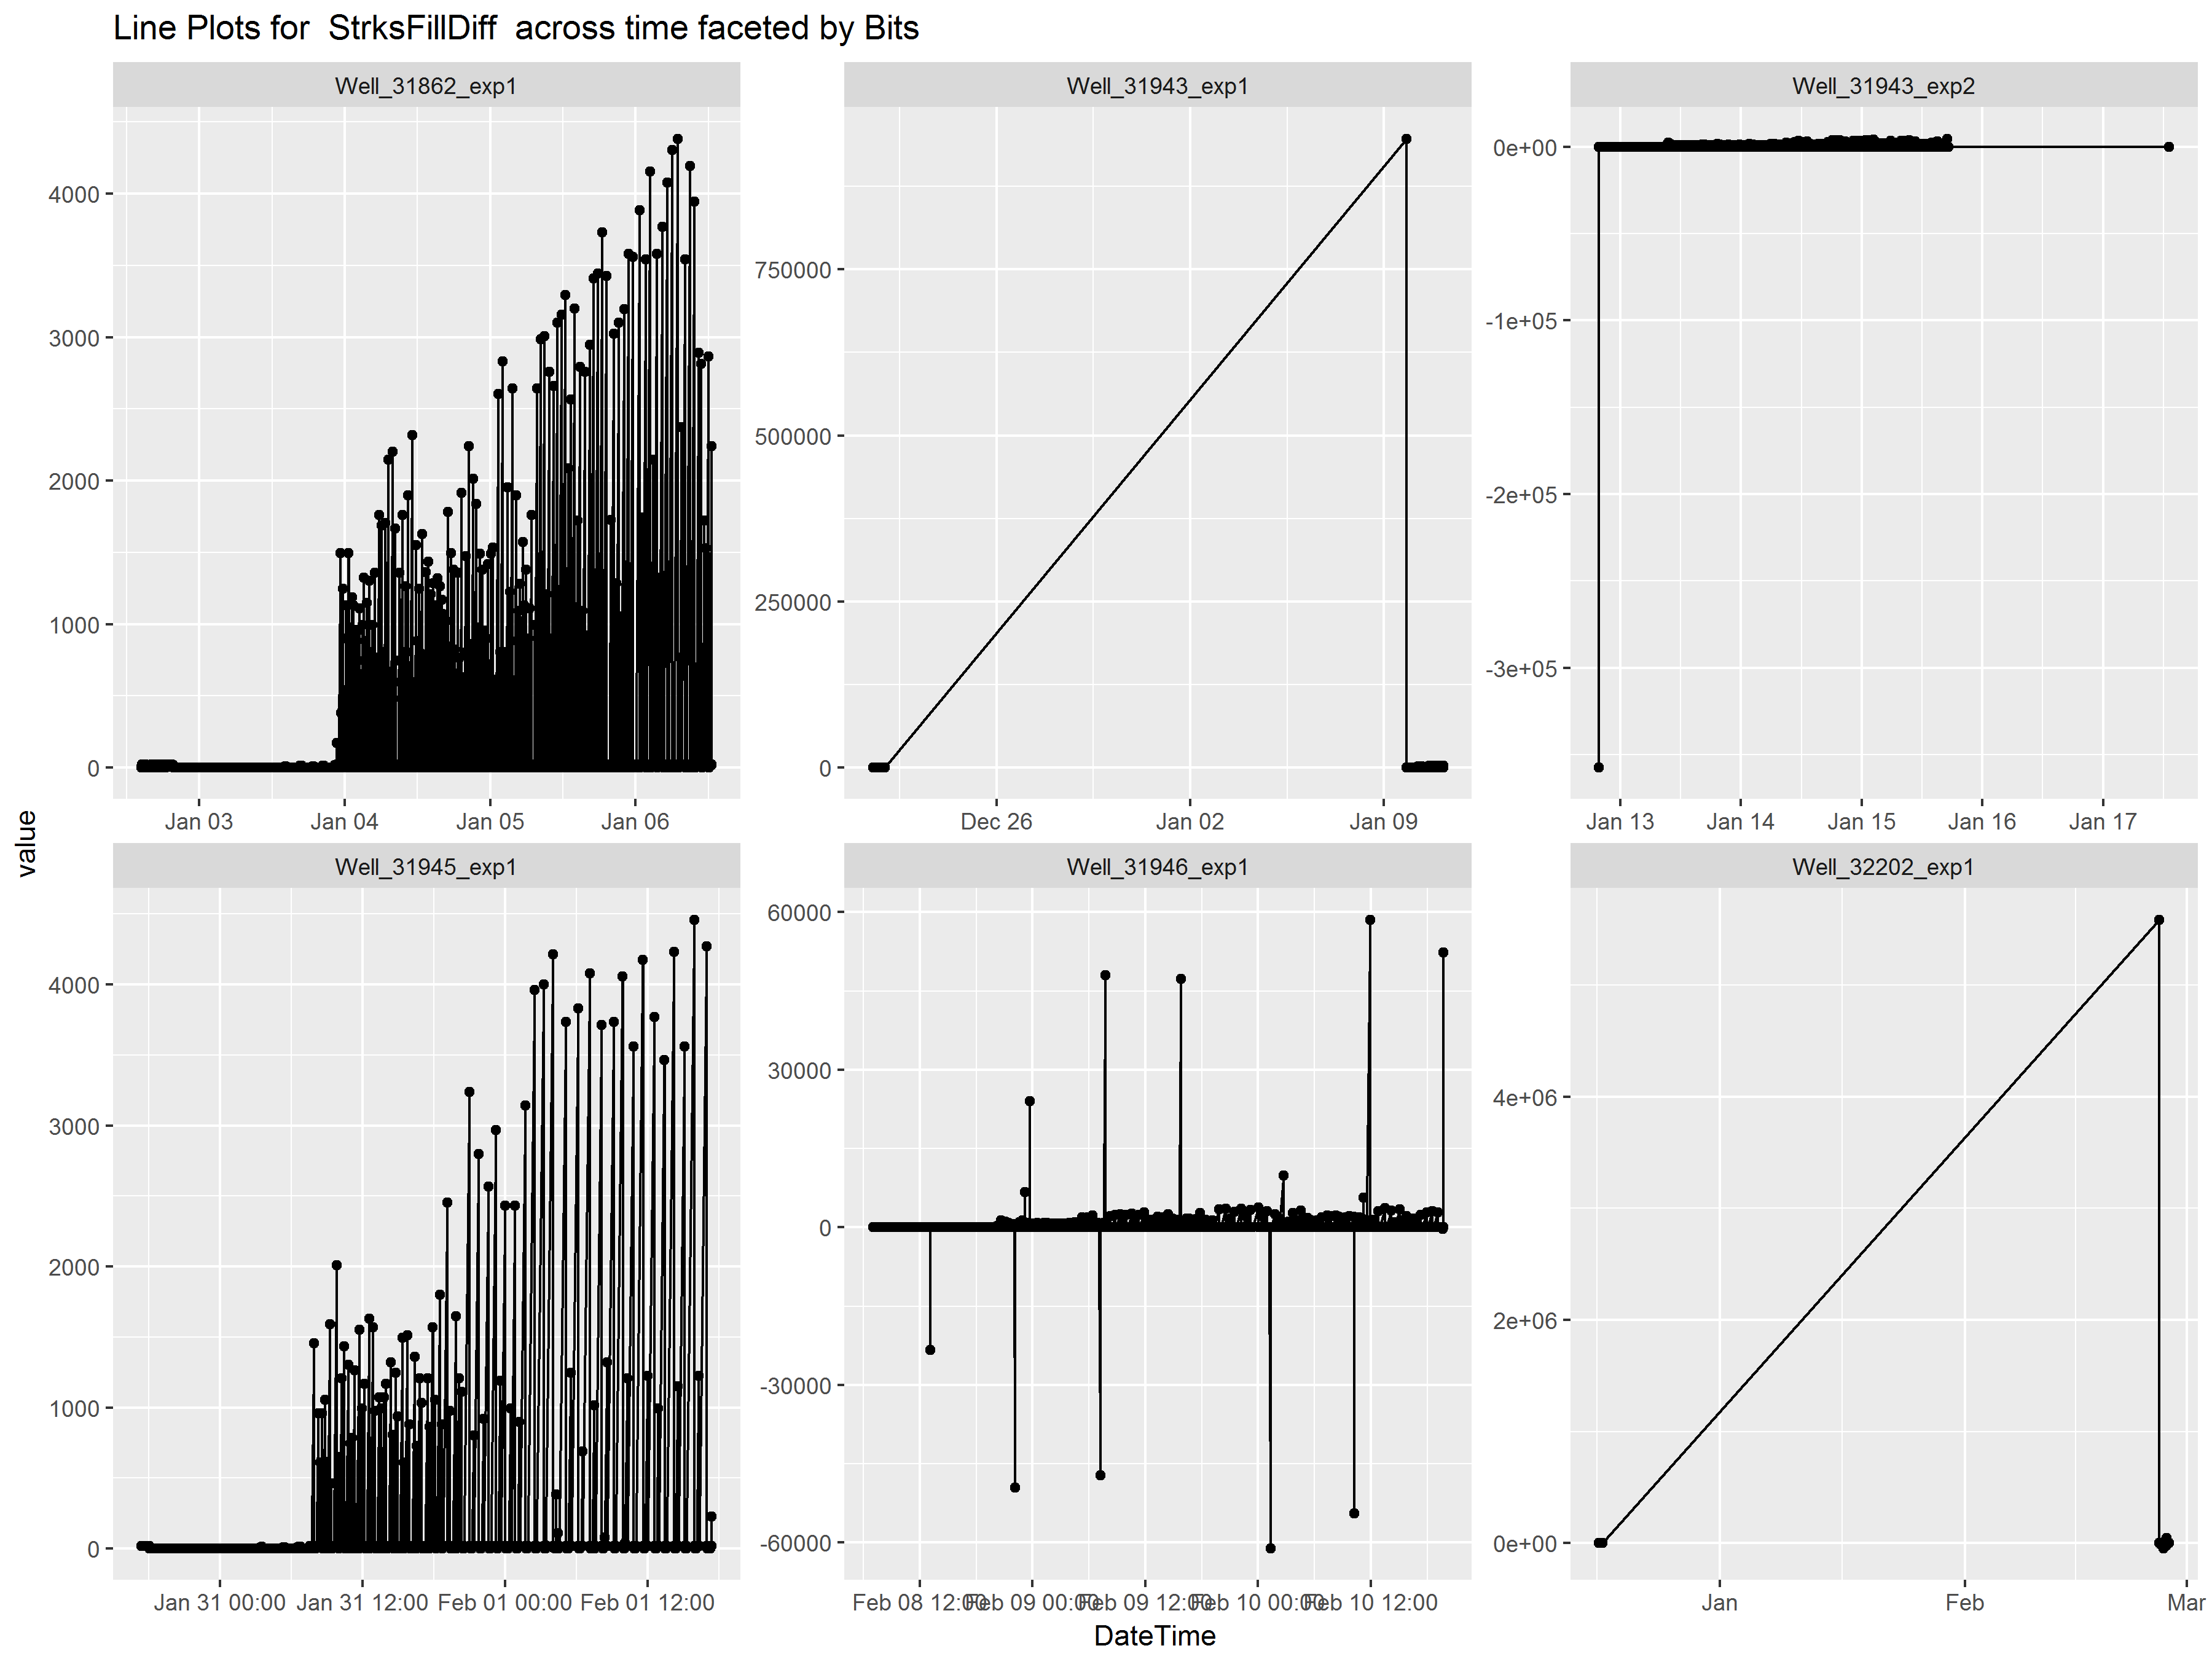 Line Plots for  StrksFillDiff  across time faceted by Bits
Well_31862_exp1
Well_31943_exp1
Well_31943_exp2
4000
3000
2000
1000
0
750000
500000
250000
0
0e+00
-1e+05
-2e+05
-3e+05
Jan 03
Jan 04
Jan 05
Jan 06
Dec 26
Jan 02
Jan 09
Jan 13
Jan 14
Jan 15
Jan 16
Jan 17
value
Well_31945_exp1
Well_31946_exp1
Well_32202_exp1
4000
3000
2000
1000
0
60000
30000
0
-30000
-60000
4e+06
2e+06
0e+00
Jan 31 00:00
Jan 31 12:00
Feb 01 00:00
Feb 01 12:00
Feb 08 12:00
Feb 09 00:00
Feb 09 12:00
Feb 10 00:00
Feb 10 12:00
Jan
Feb
Mar
DateTime